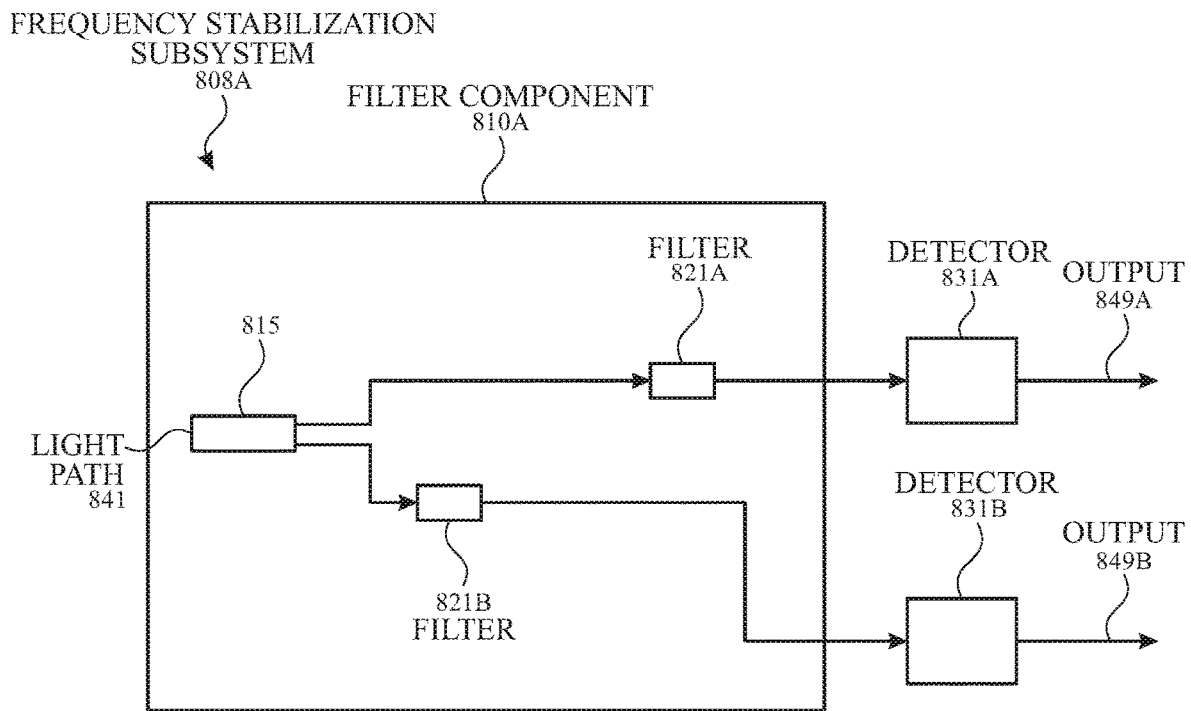 FREQUENCY STABILIZATION
SUBSYSTEM
808A
FILTER COMPONENT
810A
FILTER
821A
DETECTOR
831A
OUTPUT
849A
815
LIGHT
PATH
841
821B
FILTER
DETECTOR
831B
OUTPUT
849B